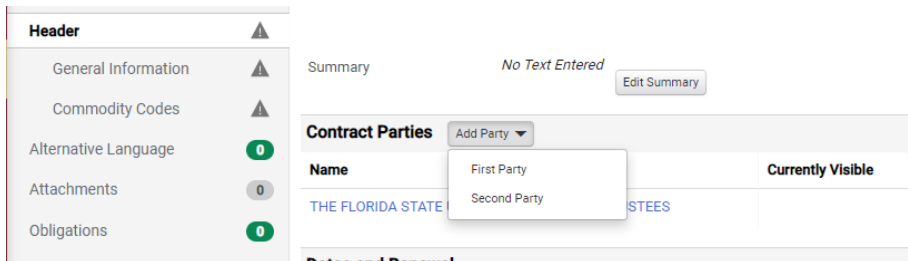 Header
General Information
Commodity Codes
Alternative Language 0
Attachments 0
Obligations 0
Summary No Text Entered
Edit Summary
Contract Parties Add Party
First Party
Second Party
Name Currently Visible
THE FLORIDA STATE